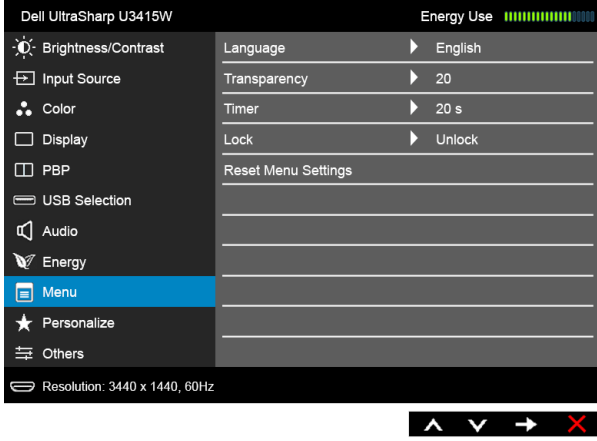 Dell UltraSharp U3415W Energy Use
Brightness/Contrast Language English
Input Source Transparency 20
Color Timer 20 s
Display Lock Unlock
PBP Reset Menu Settings
USB Selection
Audio
Energy
Menu
Personalize
Others
Resolution: 3440 x 1440, 60Hz